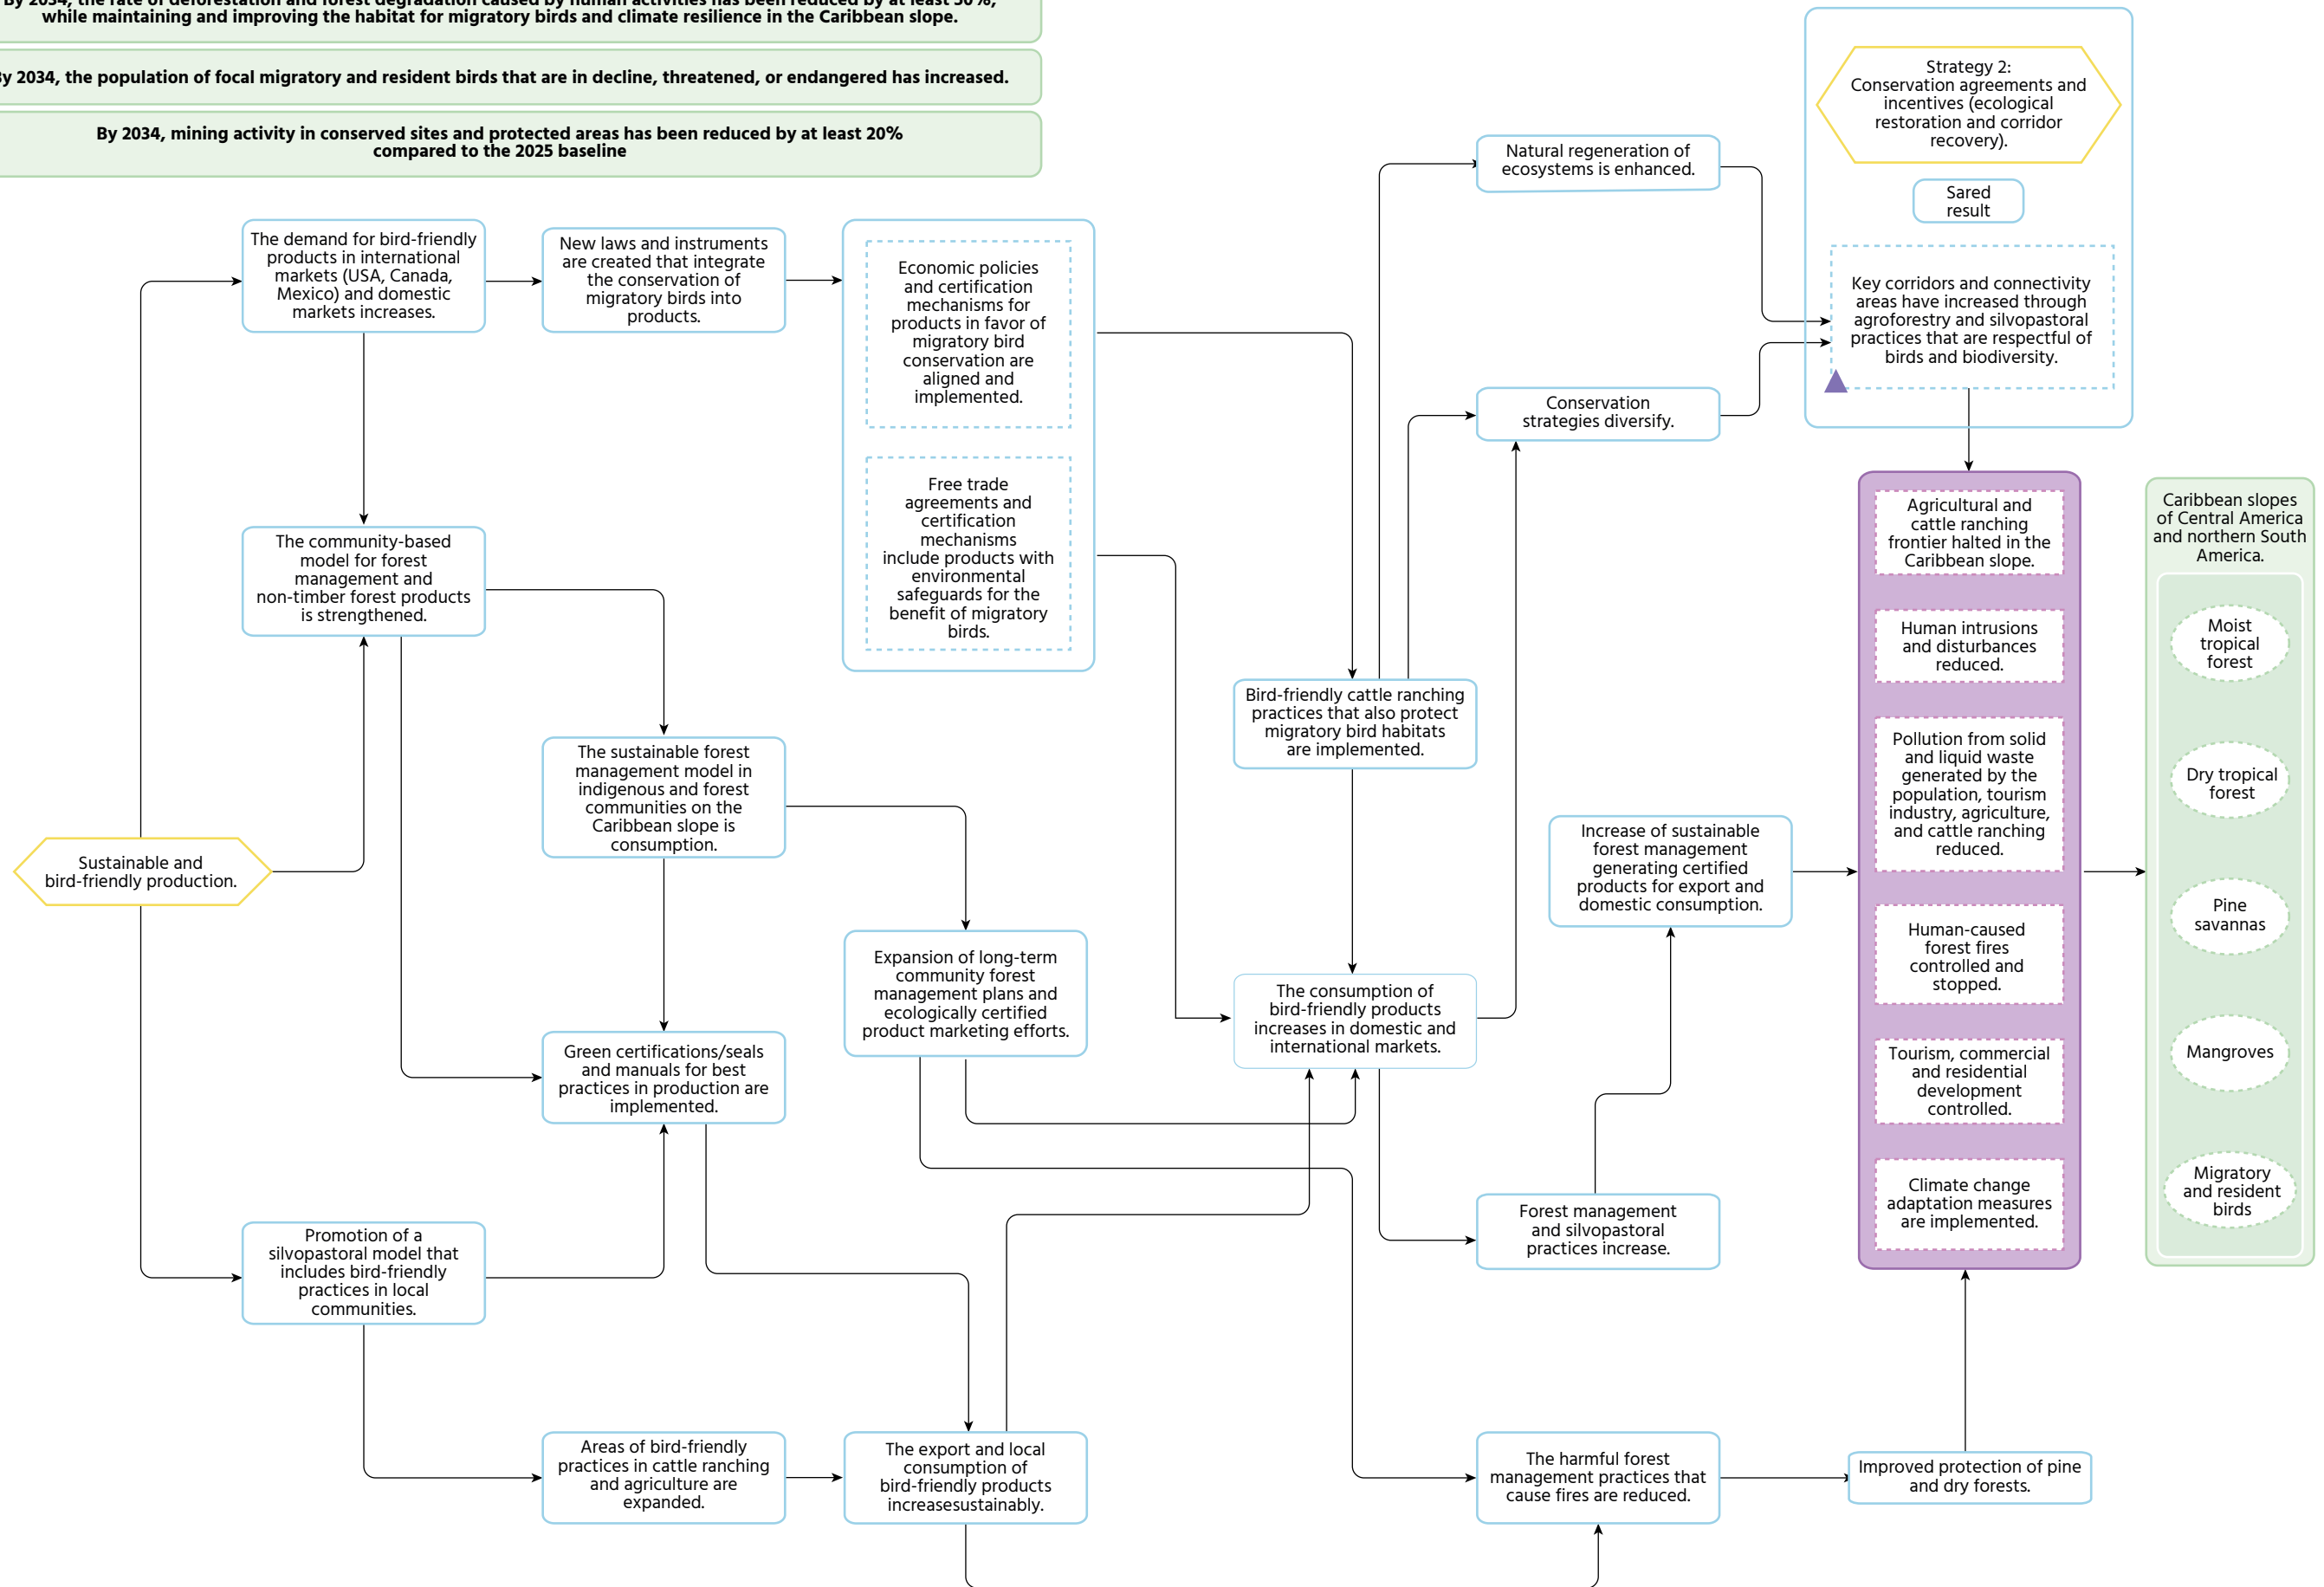 By 2034, the rate of deforestation and forest degradation caused by human activities has been reduced by at least 30%,
while maintaining and improving the habitat for migratory birds and climate resilience in the Caribbean slope.
By 2034, the population of focal migratory and resident birds that are in decline, threatened, or endangered has increased.
By 2034, mining activity in conserved sites and protected areas has been reduced by at least 20%
compared to the 2025 baseline
Strategy 2:
Conservation agreements and
incentives (ecological
restoration and corridor
recovery).
Sared
result
Key corridors and connectivity
areas have increased through
agroforestry and silvopastoral
practices that are respectful of
birds and biodiversity.
Natural regeneration of
ecosystems is enhanced.
Conservation
strategies diversify.
The demand for bird-friendly
products in international
markets (USA, Canada,
Mexico) and domestic
markets increases.
New laws and instruments
are created that integrate
the conservation of
migratory birds into
products.
Economic policies
and certification
mechanisms for
products in favor of
migratory bird
conservation are
aligned and
implemented.
Free trade
agreements and
certification
mechanisms
include products with
environmental
safeguards for the
benefit of migratory
birds.
The community-based
model for forest
management and
non-timber forest products
is strengthened.
Bird-friendly cattle ranching
practices that also protect
migratory bird habitats
are implemented.
The sustainable forest
management model in
indigenous and forest
communities on the
Caribbean slope is
consumption.
Sustainable and
bird-friendly production.
Expansion of long-term
community forest
management plans and
ecologically certified
product marketing efforts.
The consumption of
bird-friendly products
increases in domestic and
international markets.
Increase of sustainable
forest management
generating certified
products for export and
domestic consumption.
Green certifications/seals
and manuals for best
practices in production are
implemented.
Promotion of a
silvopastoral model that
includes bird-friendly
practices in local
communities.
Forest management
and silvopastoral
practices increase.
Areas of bird-friendly
practices in cattle ranching
and agriculture are
expanded.
The export and local
consumption of
bird-friendly products
increasesustainably.
The harmful forest
management practices that
cause fires are reduced.
Improved protection of pine
and dry forests.
Agricultural and
cattle ranching
frontier halted in the
Caribbean slope.
Human intrusions
and disturbances
reduced.
Pollution from solid
and liquid waste
generated by the
population, tourism
industry, agriculture,
and cattle ranching
reduced.
Human-caused
forest fires
controlled and
stopped.
Tourism, commercial
and residential
development
controlled.
Climate change
adaptation measures
are implemented.
Caribbean slopes
of Central America
and northern South
America.
Moist
tropical
forest
Dry tropical
forest
Pine
savannas
Mangroves
Migratory
and resident
birds